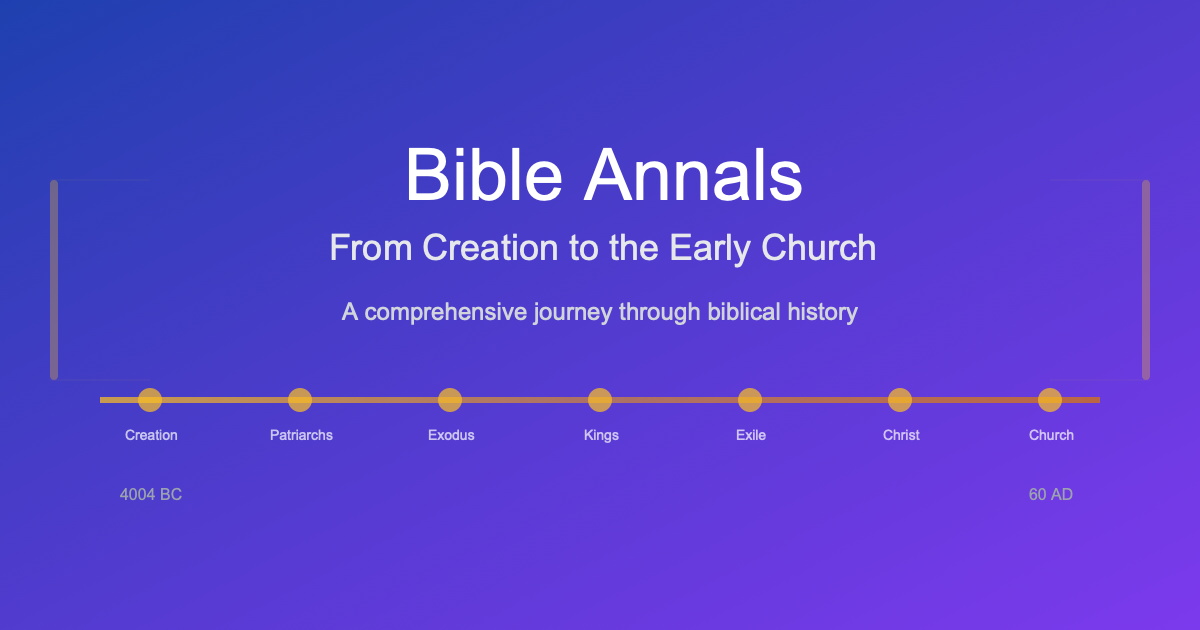 Bible Annals
From Creation to the Early Church
A comprehensive journey through biblical history
Creation Patriarchs Exodus Kings Exile Christ Church
4004 BC 60 AD